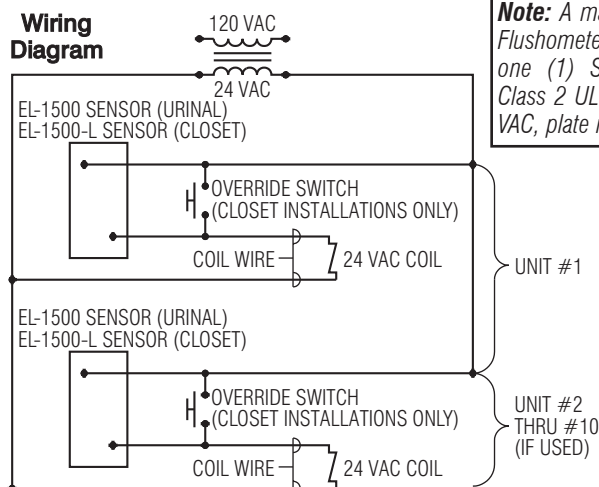 Wiring
Diagram
120 VAC
24 VAC
Note: A ma
Flushomete
one (1) S
Class 2 UL
VAC, plate
EL-1500 SENSOR (URINAL)
EL-1500-L SENSOR (CLOSET)
OVERRIDE SWITCH
(CLOSET INSTALLATIONS ONLY)
COIL WIRE
24 VAC COIL
UNIT #1
EL-1500 SENSOR (URINAL)
EL-1500-L SENSOR (CLOSET)
OVERRIDE SWITCH
(CLOSET INSTALLATIONS ONLY)
COIL WIRE
24 VAC COIL
UNIT #2
THRU #10
(IF USED)